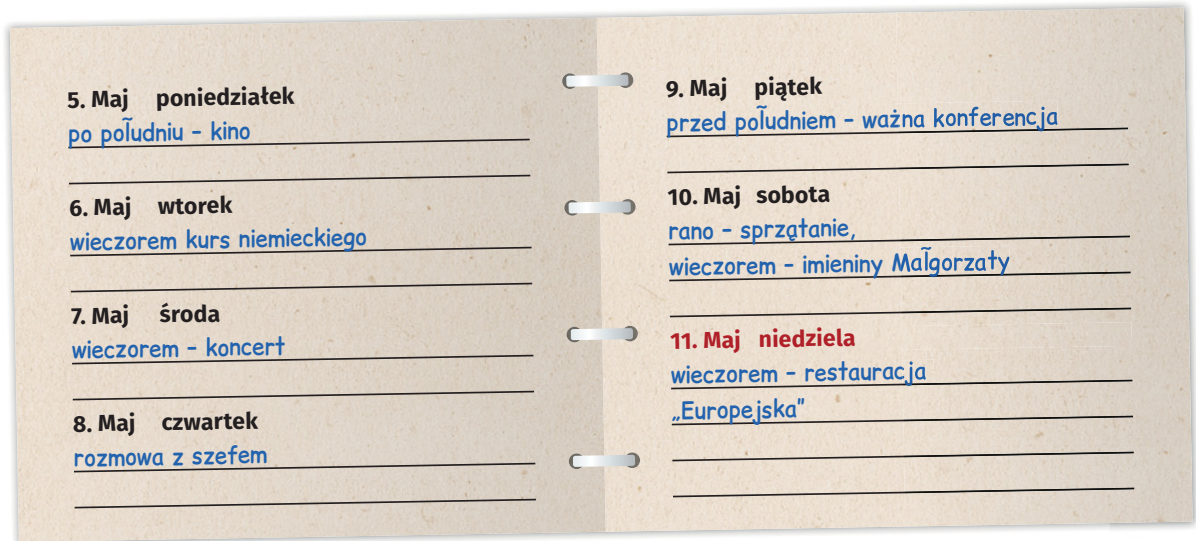 5. Maj poniedziałek
po południu – kino
6. Maj wtorek
wieczorem kurs niemieckiego
7. Maj środa
wieczorem – koncert
8. Maj czwartek
rozmowa z szefem
9. Maj piątek
przed południem – ważna konferencja
10. Maj sobota
rano – sprzątanie,
wieczorem – imieniny Małgorzaty
11. Maj niedziela
wieczorem – restauracja
„Europejska”